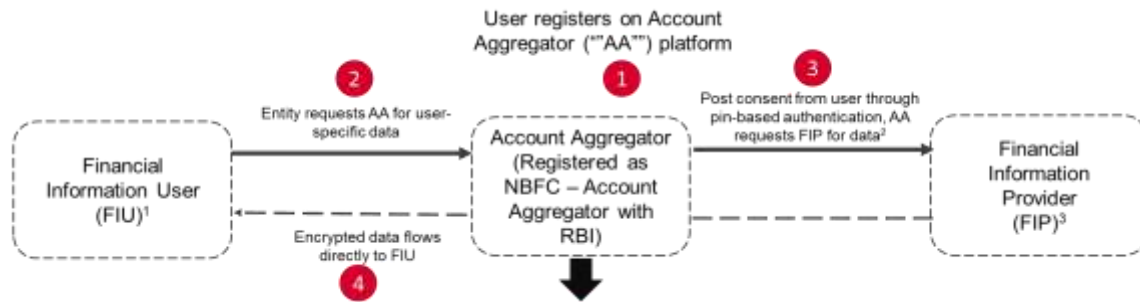 User registers on Account
Aggregator (“”AA””) platform
1
2
Entity requests AA for user-
specific data
3
Post consent from user through
pin-based authentication, AA
requests FIP for data²
Financial
Information User
(FIU)¹
Account Aggregator
(Registered as
NBFC – Account
Aggregator with
RBI)
Financial
Information
Provider
(FIP)³
Encrypted data flows
directly to FIU
4